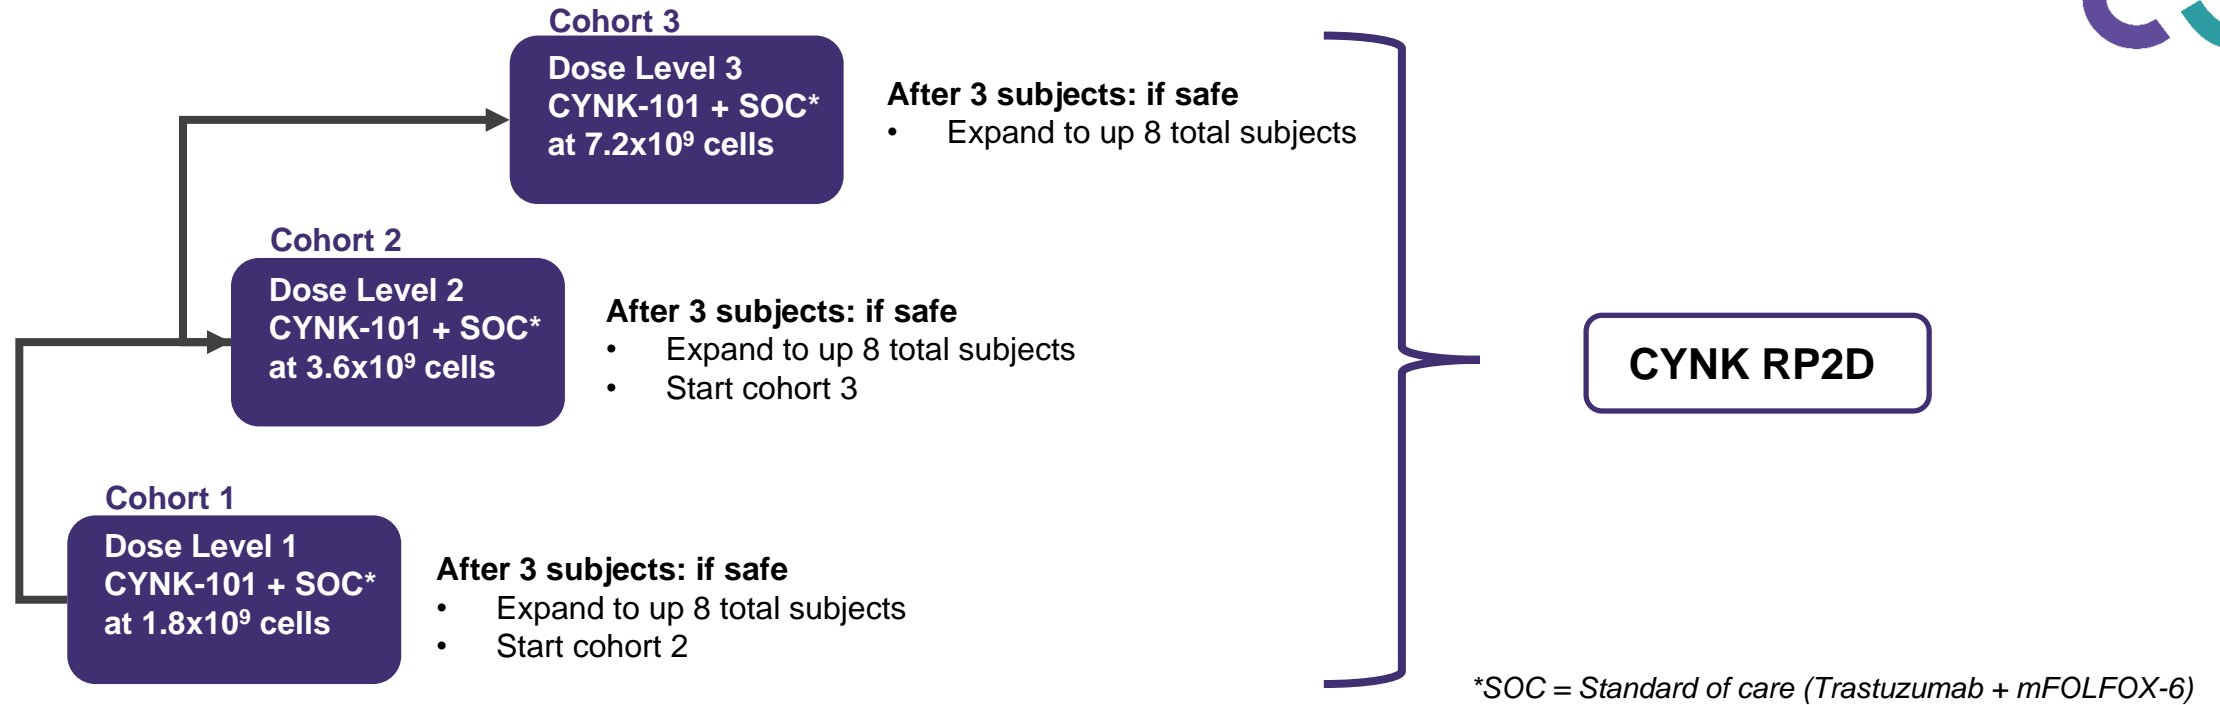 Cohort 3
Dose Level 3
CYNK-101 + SOC*
at 7.2x10⁹ cells
After 3 subjects: if safe
• Expand to up 8 total subjects
Cohort 2
Dose Level 2
CYNK-101 + SOC*
at 3.6x10⁹ cells
After 3 subjects: if safe
• Expand to up 8 total subjects
• Start cohort 3
Cohort 1
Dose Level 1
CYNK-101 + SOC*
at 1.8x10⁹ cells
After 3 subjects: if safe
• Expand to up 8 total subjects
• Start cohort 2
CYNK RP2D
*SOC = Standard of care (Trastuzumab + mFOLFOX-6)